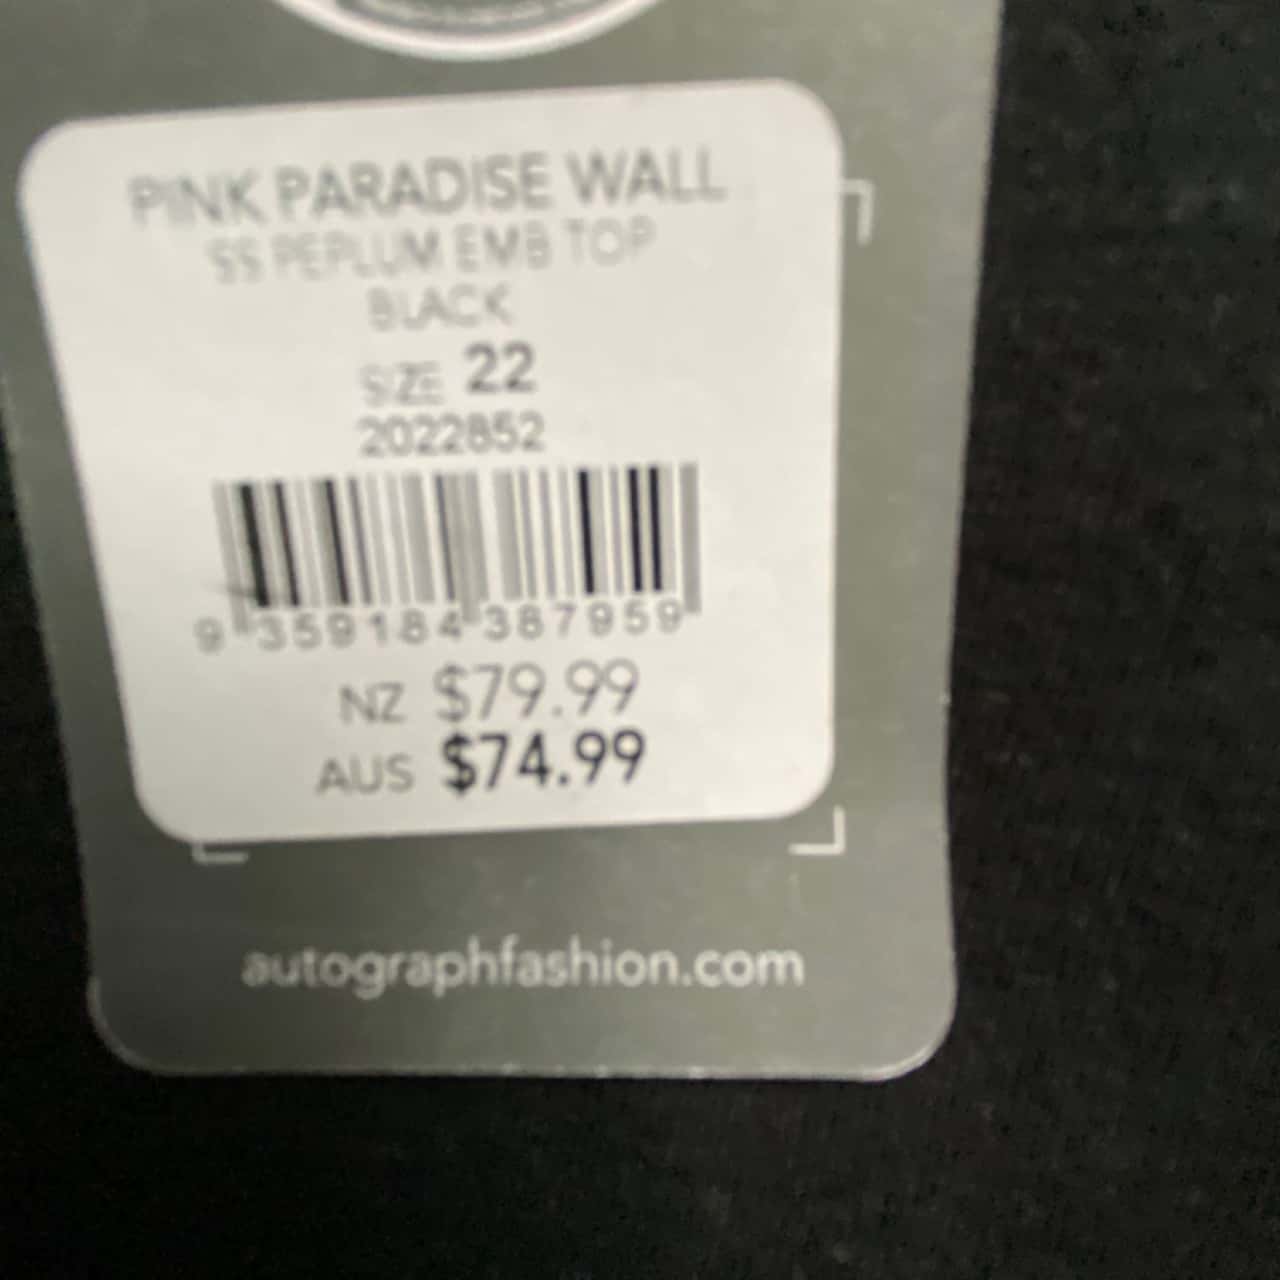 PINK PARADISE WALL
SS PEPLUM EMB TOP
BLACK
SIZE 22
2022852
9 359184 387959
NZ $79.99
AUS $74.99
autographfashion.com